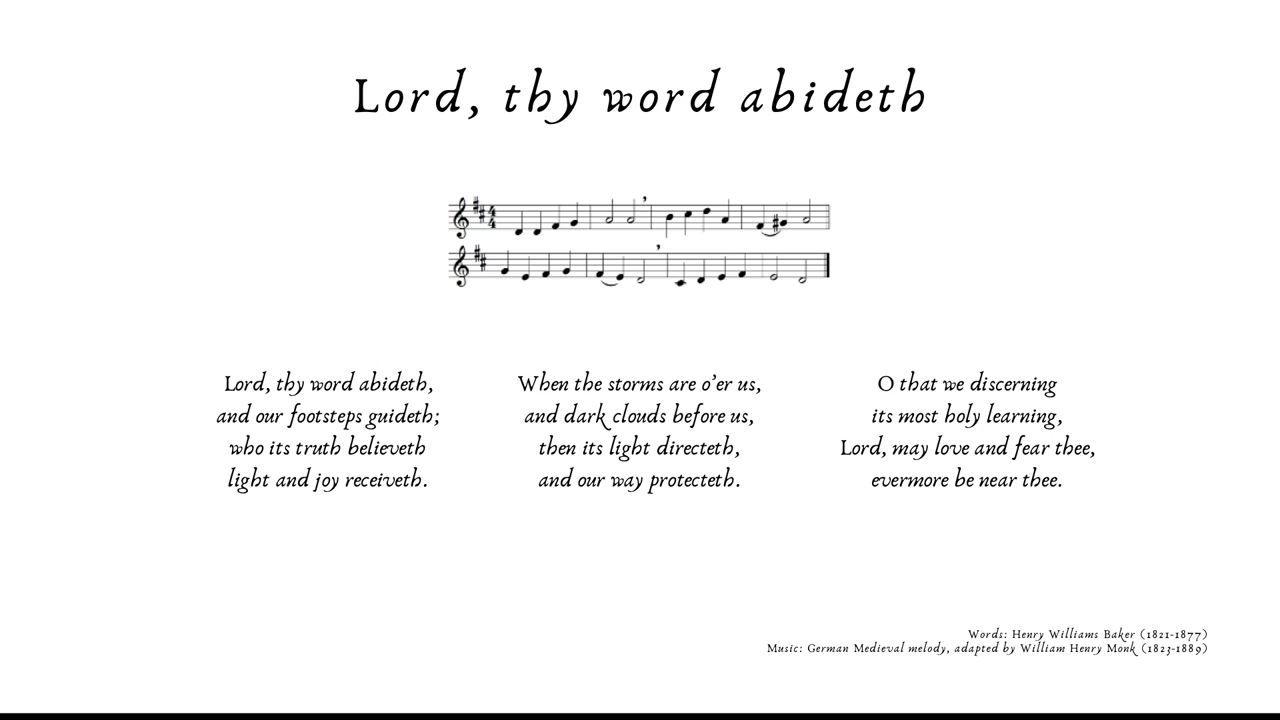 Lord, thy word abideth
Lord, thy word abideth,
and our footsteps guideth;
who its truth believeth
light and joy receiveth.
When the storms are o’er us,
and dark clouds before us,
then its light directeth,
and our way protecteth.
O that we discerning
its most holy learning,
Lord, may love and fear thee,
evermore be near thee.
Words: Henry Williams Baker (1821-1877)
Music: German Medieval melody, adapted by William Henry Monk (1823-1889)